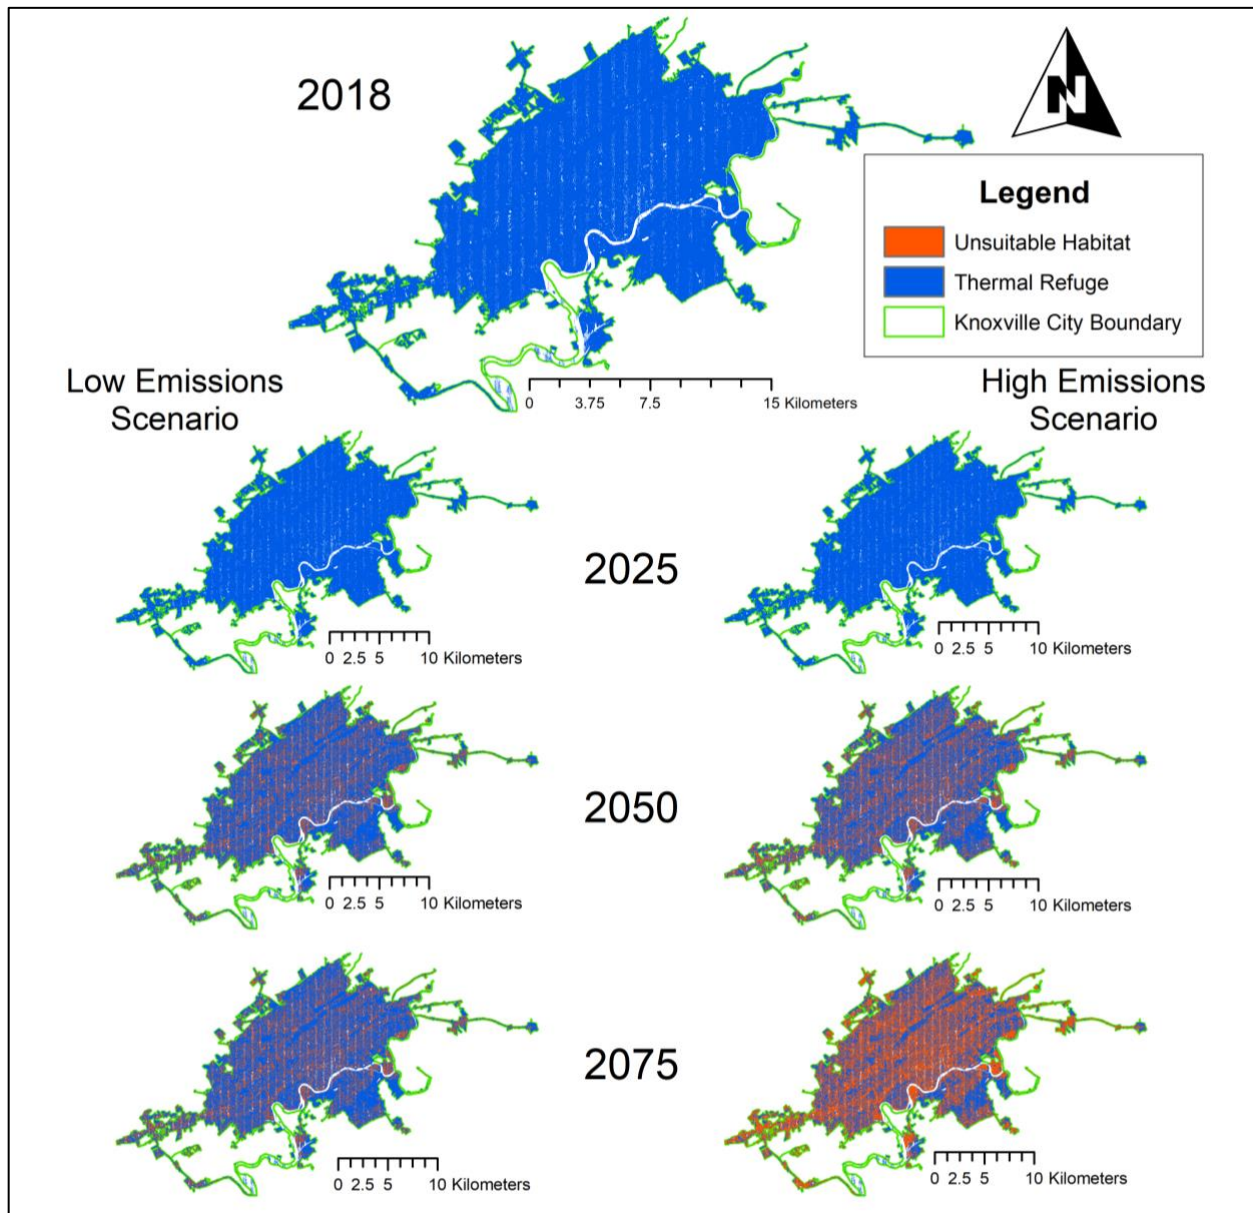 2018
N
Legend
Unsuitable Habitat
Thermal Refuge
Knoxville City Boundary
0 3.75 7.5 15 Kilometers
Low Emissions
Scenario
High Emissions
Scenario
2025
0 2.5 5 10 Kilometers
0 2.5 5 10 Kilometers
2050
0 2.5 5 10 Kilometers
0 2.5 5 10 Kilometers
2075
0 2.5 5 10 Kilometers
0 2.5 5 10 Kilometers